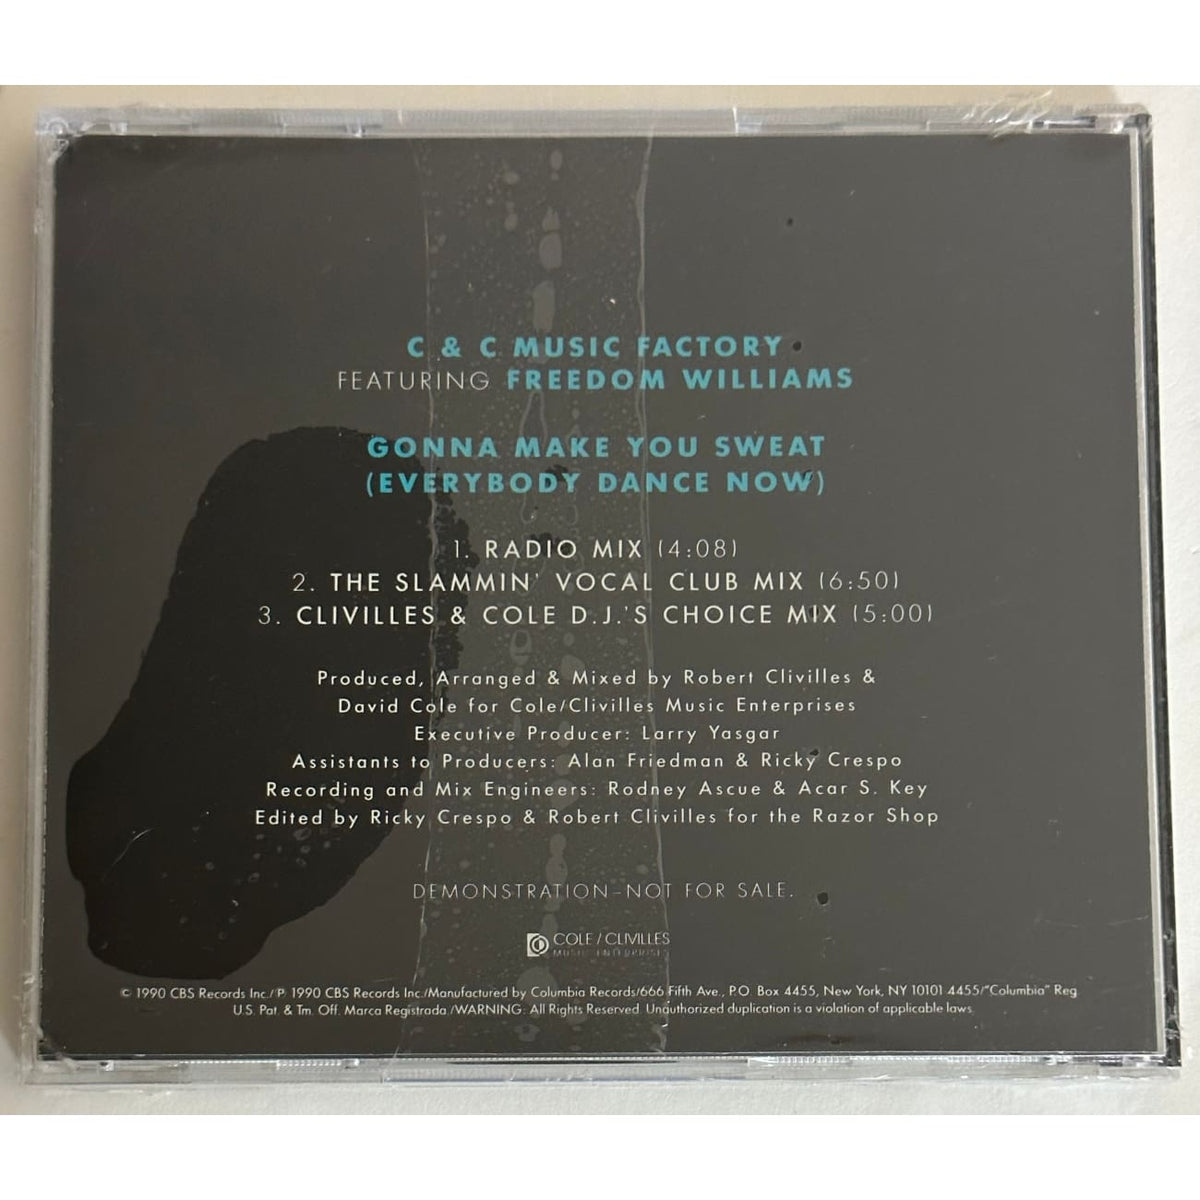 C & C MUSIC FACTORY
FEATURING FREEDOM WILLIAMS
GONNA MAKE YOU SWEAT
(EVERYBODY DANCE NOW)
1. RADIO MIX (4:08)
2. THE SLAMMIN' VOCAL CLUB MIX (6:50)
3. CLIVILLES & COLE D.J.'S CHOICE MIX (5:00)
Produced, Arranged & Mixed by Robert Clivilles &
David Cole for Cole/Clivilles Music Enterprises
Executive Producer: Larry Yasgar
Assistants to Producers: Alan Friedman & Ricky Crespo
Recording and Mix Engineers: Rodney Ascue & Acar S. Key
Edited by Ricky Crespo & Robert Clivilles for the Razor Shop
DEMONSTRATION–NOT FOR SALE.
COLE / CLIVILLES
MUSIC ENTERPRISES
© 1990 CBS Records Inc./℗ 1990 CBS Records Inc./Manufactured by Columbia Records/666 Fifth Ave., P.O. Box 4455, New York, NY 10101-4455/"Columbia" Reg.
U.S. Pat. & Tm. Off. Marca Registrada./WARNING: All Rights Reserved. Unauthorized duplication is a violation of applicable laws.